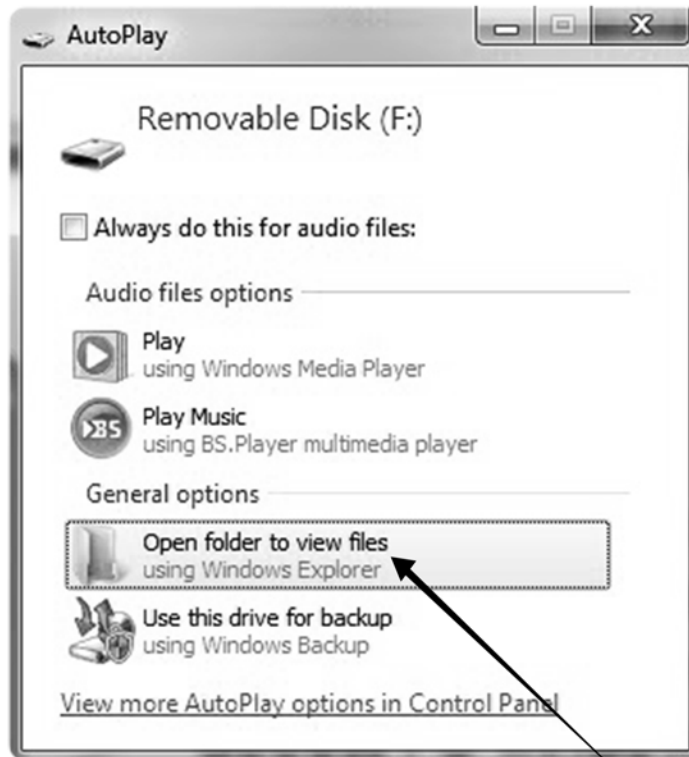 AutoPlay
Removable Disk (F:)
Always do this for audio files:
Audio files options
Play
using Windows Media Player
Play Music
using BS.Player multimedia player
General options
Open folder to view files
using Windows Explorer
Use this drive for backup
using Windows Backup
View more AutoPlay options in Control Panel